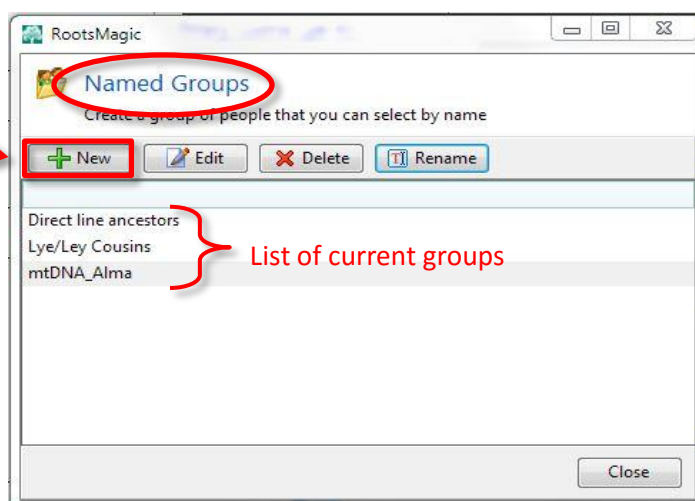 RootsMagic
Named Groups
Create a group of people that you can select by name
New Edit Delete Rename
Direct line ancestors
Lye/Ley Cousins
mtDNA_Alma
List of current groups
Close